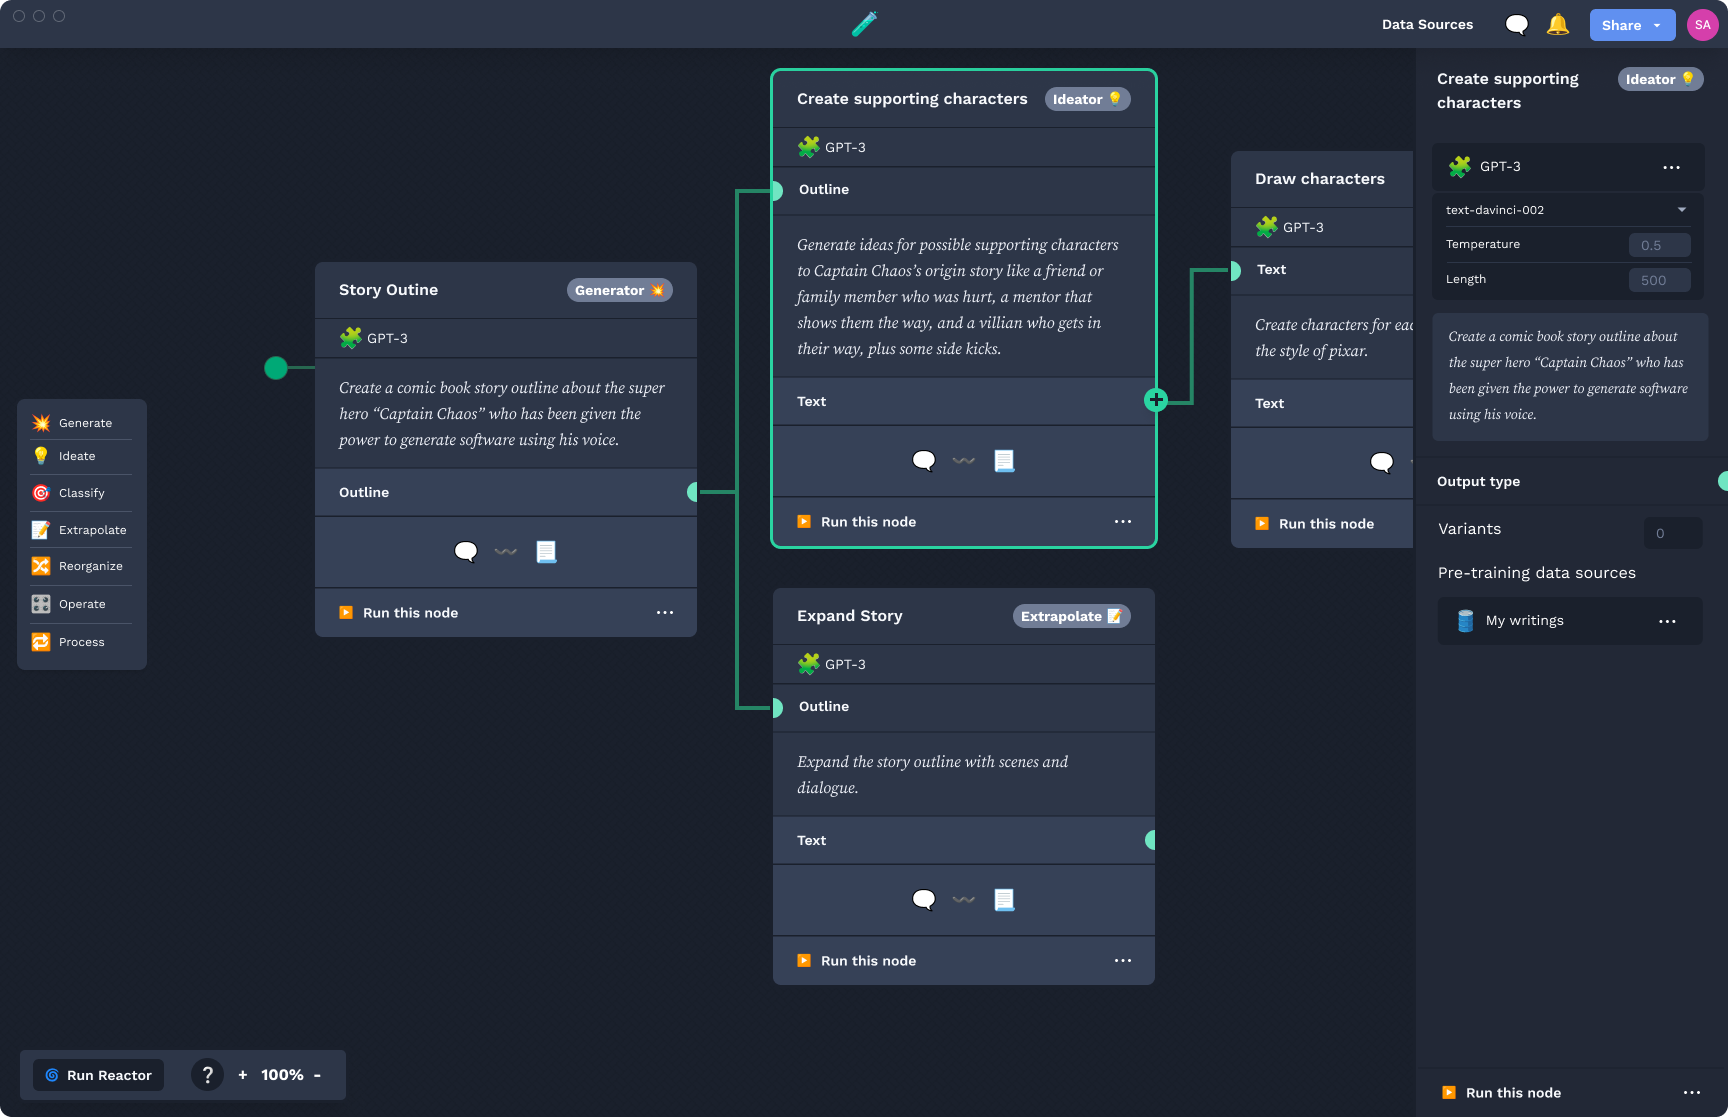 Data Sources
Share
SA
Generate
Ideate
Classify
Extrapolate
Reorganize
Operate
Process
Story Outine
Generator
GPT-3
Create a comic book story outline about the super
hero “Captain Chaos” who has been given the
power to generate software using his voice.
Outline
Run this node
Create supporting characters
Ideator
GPT-3
Outline
Generate ideas for possible supporting characters
to Captain Chaos’s origin story like a friend or
family member who was hurt, a mentor that
shows them the way, and a villian who gets in
their way, plus some side kicks.
Text
Run this node
Expand Story
Extrapolate
GPT-3
Outline
Expand the story outline with scenes and
dialogue.
Text
Run this node
Draw characters
GPT-3
Text
Create characters for eac
the style of pixar.
Text
Run this node
Create supporting
characters
Ideator
GPT-3
text-davinci-002
Temperature
0.5
Length
500
Create a comic book story outline about
the super hero “Captain Chaos” who has
been given the power to generate software
using his voice.
Output type
Variants
0
Pre-training data sources
My writings
Run this node
Run Reactor
? + 100% -